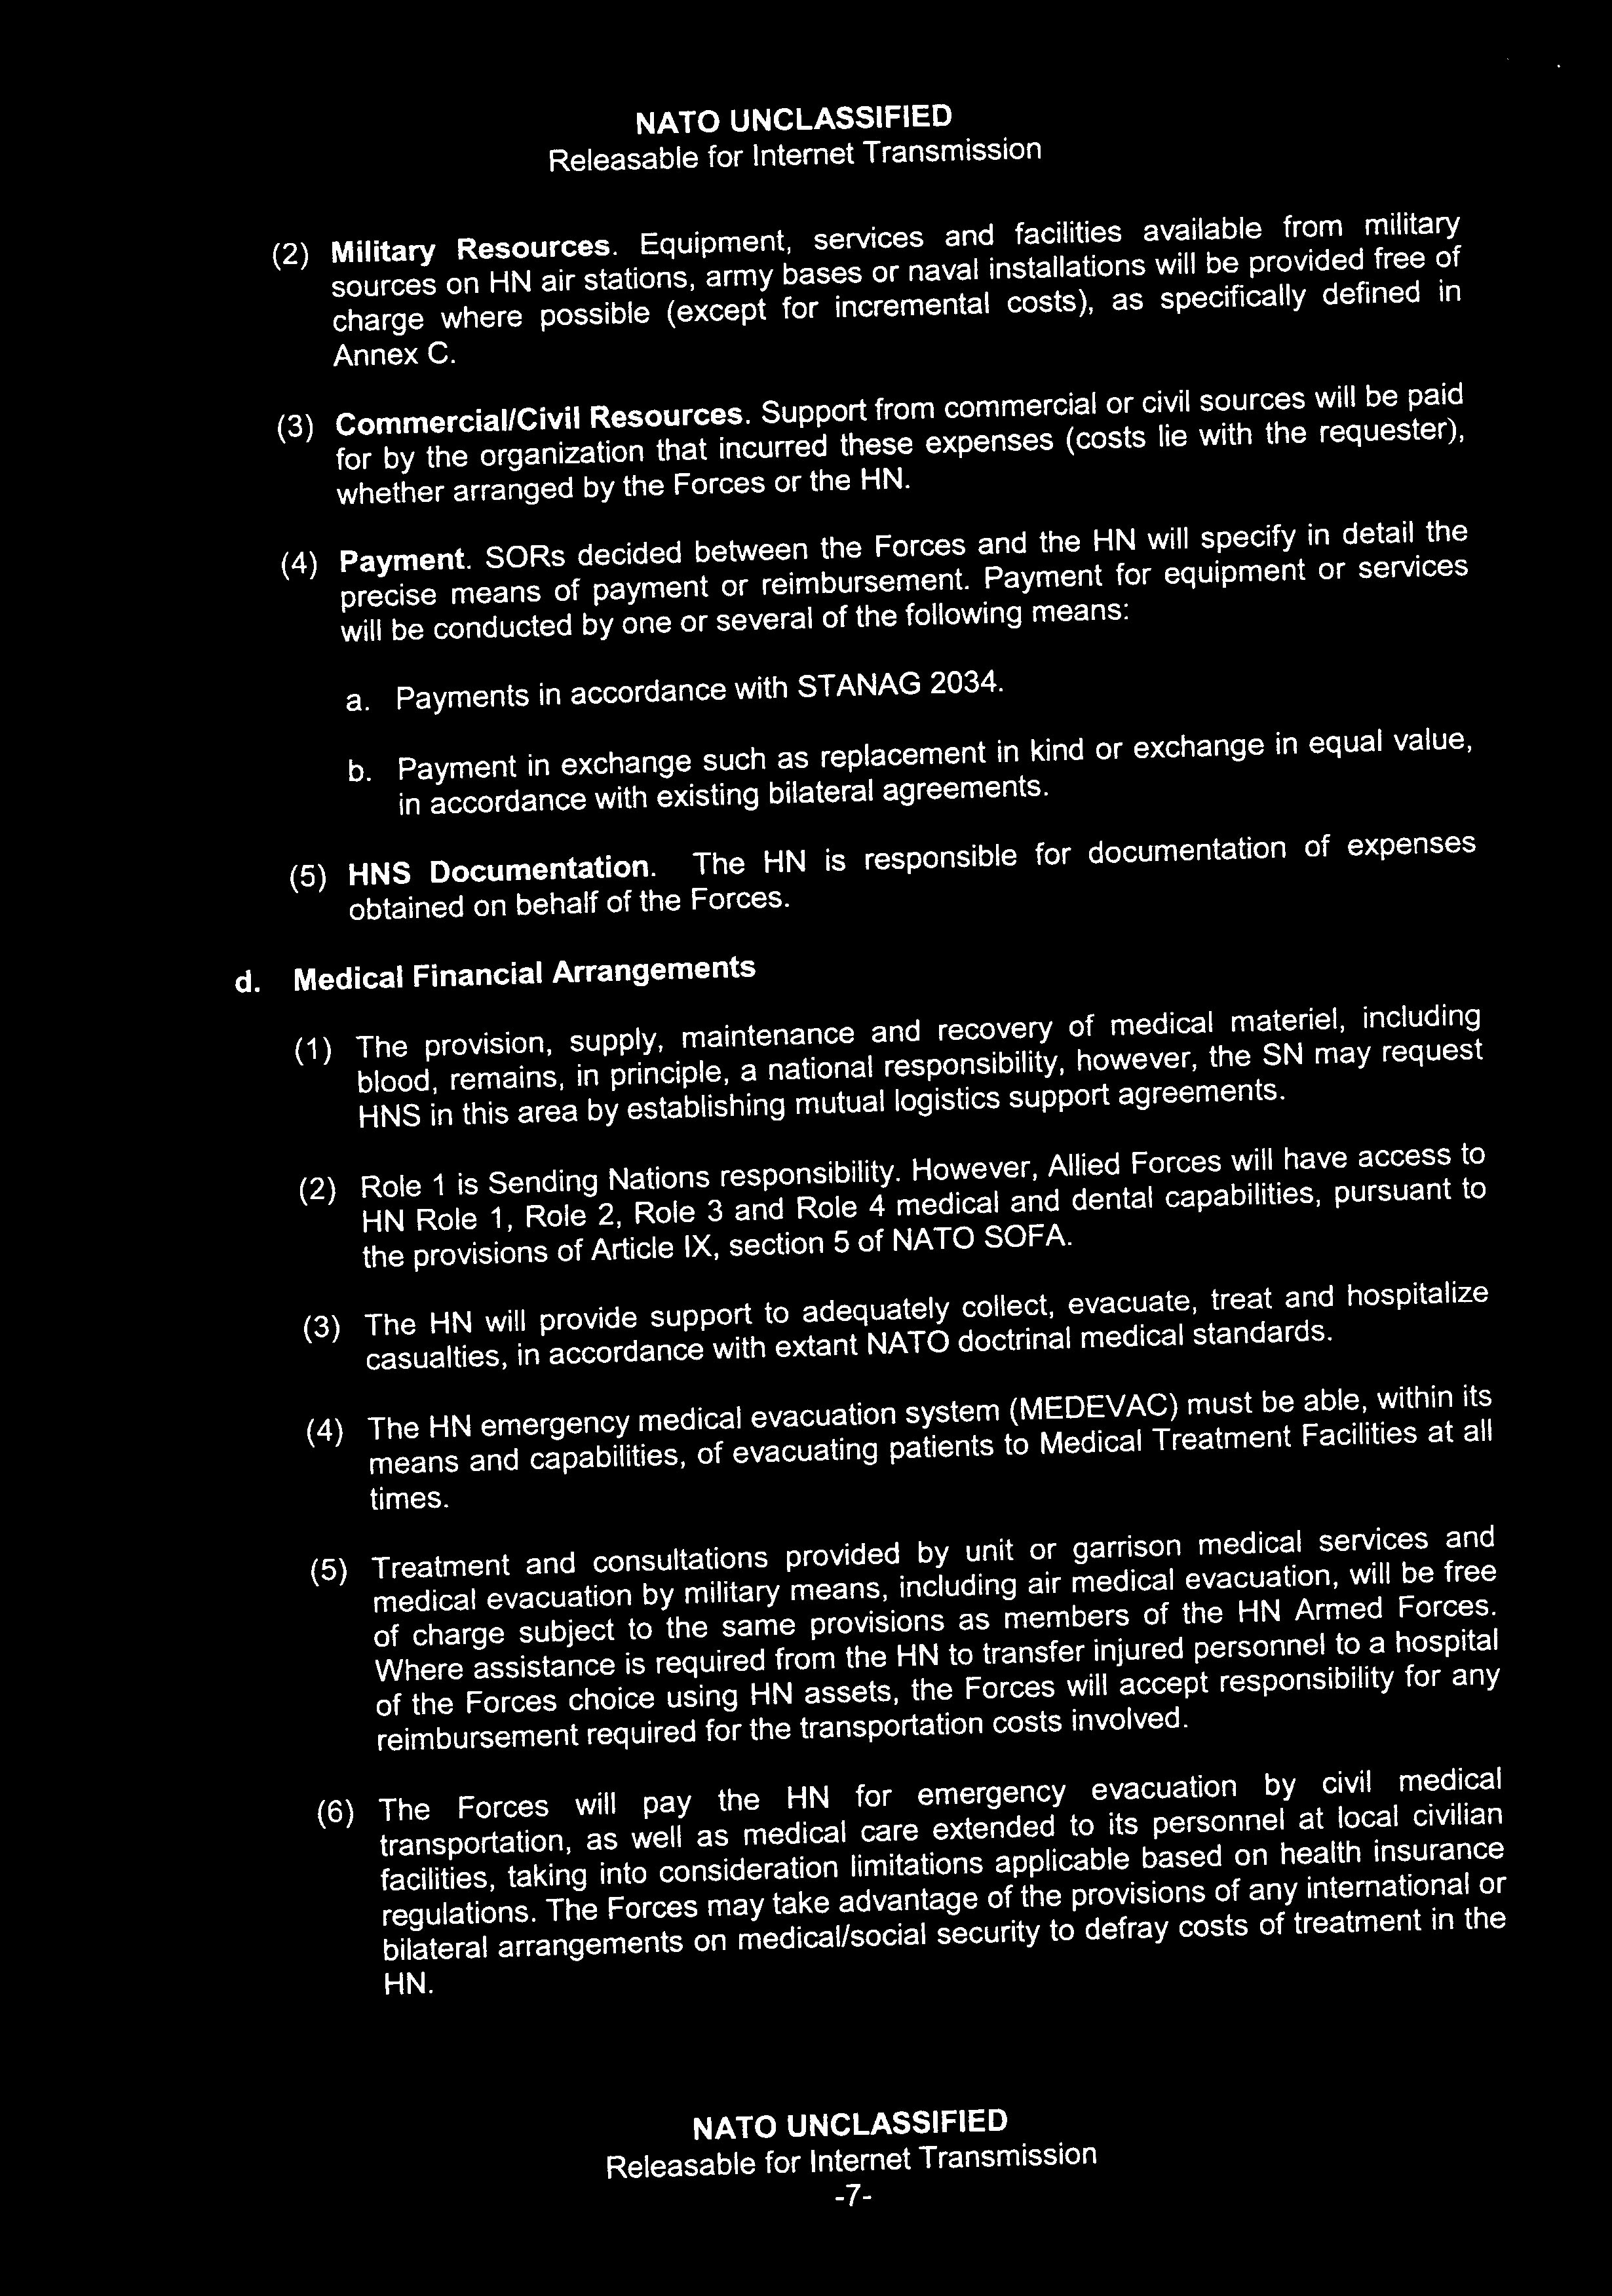 NATO UNCLASSIFIED
Releasable for Internet Transmission
(2) Military Resources. Equipment, services and facilities available from military
sources on HN air stations, army bases or naval installations will be provided free of
charge where possible (except for incremental costs), as specifically defined in
Annex C.
(3) Commercial/Civil Resources. Support from commercial or civil sources will be paid
for by the organization that incurred these expenses (costs lie with the requester),
whether arranged by the Forces or the HN.
(4) Payment. SORs decided between the Forces and the HN will specify in detail the
precise means of payment or reimbursement. Payment for equipment or services
will be conducted by one or several of the following means:
a. Payments in accordance with STANAG 2034.
b. Payment in exchange such as replacement in kind or exchange in equal value,
in accordance with existing bilateral agreements.
(5) HNS Documentation. The HN is responsible for documentation of expenses
obtained on behalf of the Forces.
d. Medical Financial Arrangements
(1) The provision, supply, maintenance and recovery of medical materiel, including
blood, remains, in principle, a national responsibility, however, the SN may request
HNS in this area by establishing mutual logistics support agreements.
(2) Role 1 is Sending Nations responsibility. However, Allied Forces will have access to
HN Role 1, Role 2, Role 3 and Role 4 medical and dental capabilities, pursuant to
the provisions of Article IX, section 5 of NATO SOFA.
(3) The HN will provide support to adequately collect, evacuate, treat and hospitalize
casualties, in accordance with extant NATO doctrinal medical standards.
(4) The HN emergency medical evacuation system (MEDEVAC) must be able, within its
means and capabilities, of evacuating patients to Medical Treatment Facilities at all
times.
(5) Treatment and consultations provided by unit or garrison medical services and
medical evacuation by military means, including air medical evacuation, will be free
of charge subject to the same provisions as members of the HN Armed Forces.
Where assistance is required from the HN to transfer injured personnel to a hospital
of the Forces choice using HN assets, the Forces will accept responsibility for any
reimbursement required for the transportation costs involved.
(6) The Forces will pay the HN for emergency evacuation by civil medical
transportation, as well as medical care extended to its personnel at local civilian
facilities, taking into consideration limitations applicable based on health insurance
regulations. The Forces may take advantage of the provisions of any international or
bilateral arrangements on medical/social security to defray costs of treatment in the
HN.
NATO UNCLASSIFIED
Releasable for Internet Transmission
-7-